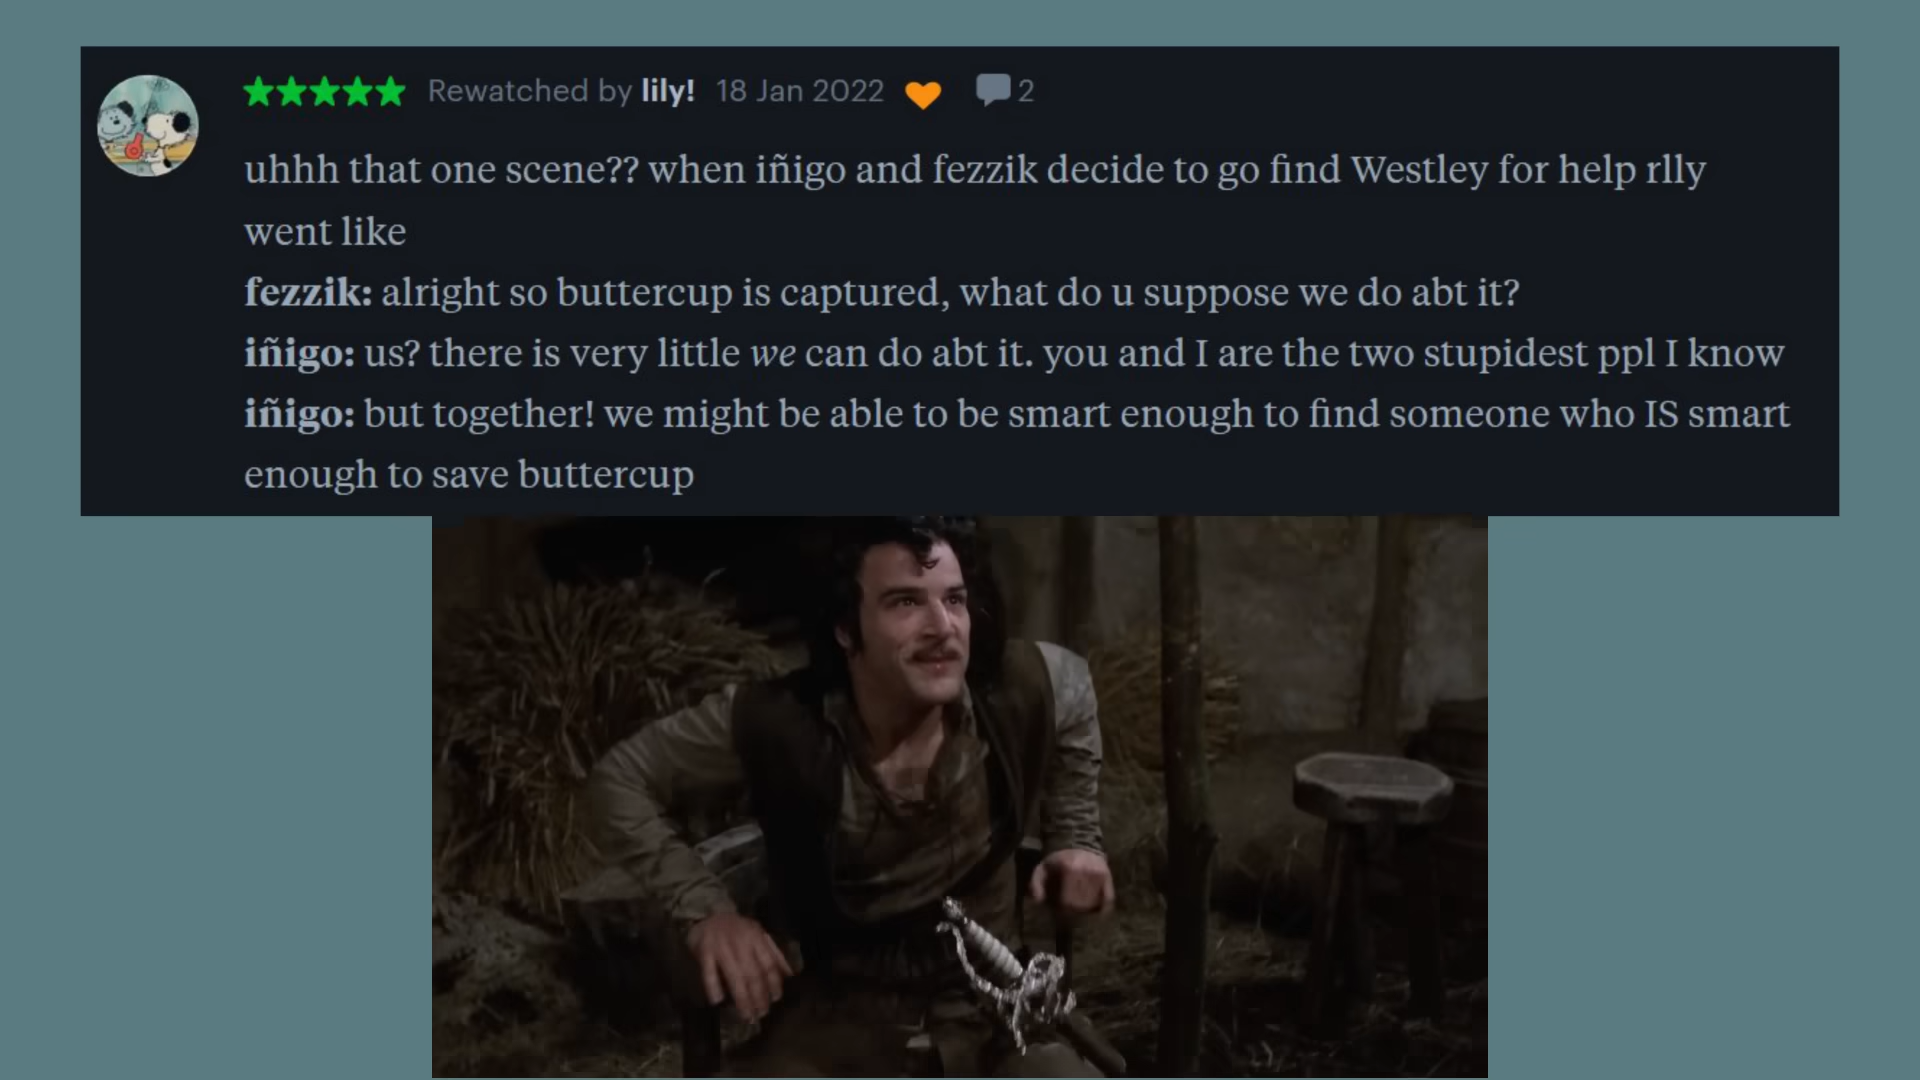 Rewatched by lily! 18 Jan 2022 2
uhhh that one scene?? when iñigo and fezzik decide to go find Westley for help rlly
went like
fezzik: alright so buttercup is captured, what do u suppose we do abt it?
iñigo: us? there is very little we can do abt it. you and I are the two stupidest ppl I know
iñigo: but together! we might be able to be smart enough to find someone who IS smart
enough to save buttercup